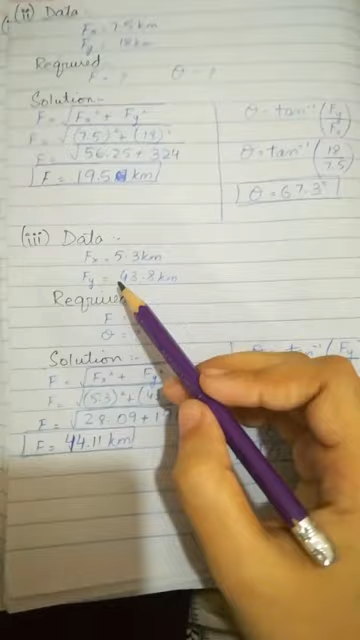 (ii) Data
Fx = 7.5 km
Fy = 18 km
Required
F = ? θ = ?
Solution :-
F = √Fx² + Fy²
F = √(7.5)² + (18)²
F = √56.25 + 324
F = 19.5 km
θ = tan⁻¹ (Fy/Fx)
θ = tan⁻¹ (18/7.5)
θ = 67.3°
(iii) Data :-
Fx = 5.3 km
Fy = 43.8 km
Required
F
θ =
Solution :-
F = √Fx² + Fy²
F = √(5.3)² + (4
F = √28.09 + 1
F = 44.11 km